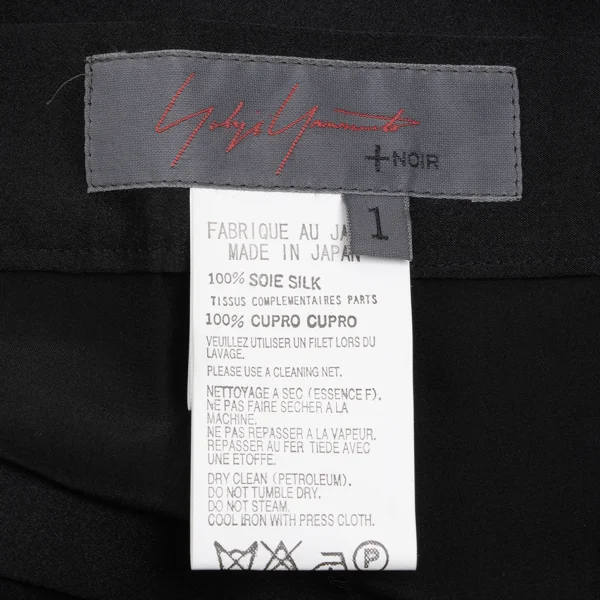 Yohji Yamamoto
+NOIR
1
FABRIQUE AU JA
MADE IN JAPAN
100% SOIE SILK
TISSUS COMPLEMENTAIRES PARTS
100% CUPRO CUPRO
VEUILLEZ UTILISER UN FILET LORS DU
LAVAGE.
PLEASE USE A CLEANING NET.
NETTOYAGE A SEC (ESSENCE F).
NE PAS FAIRE SECHER A LA
MACHINE.
NE PAS REPASSER A LA VAPEUR.
REPASSER AU FER TIEDE AVEC
UNE ETOFFE.
DRY CLEAN (PETROLEUM).
DO NOT TUMBLE DRY.
DO NOT STEAM.
COOL IRON WITH PRESS CLOTH.
P